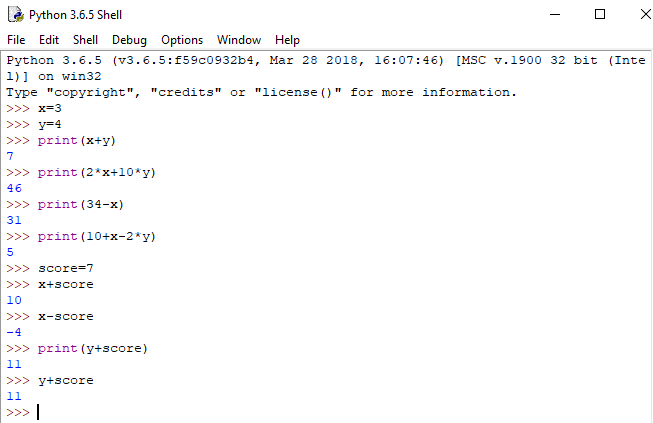 Python 3.6.5 Shell
File Edit Shell Debug Options Window Help
Python 3.6.5 (v3.6.5:f59c0932b4, Mar 28 2018, 16:07:46) [MSC v.1900 32 bit (Inte
l)] on win32
Type "copyright", "credits" or "license()" for more information.
>>> x=3
>>> y=4
>>> print(x+y)
7
>>> print(2*x+10*y)
46
>>> print(34-x)
31
>>> print(10+x-2*y)
5
>>> score=7
>>> x+score
10
>>> x-score
-4
>>> print(y+score)
11
>>> y+score
11
>>>